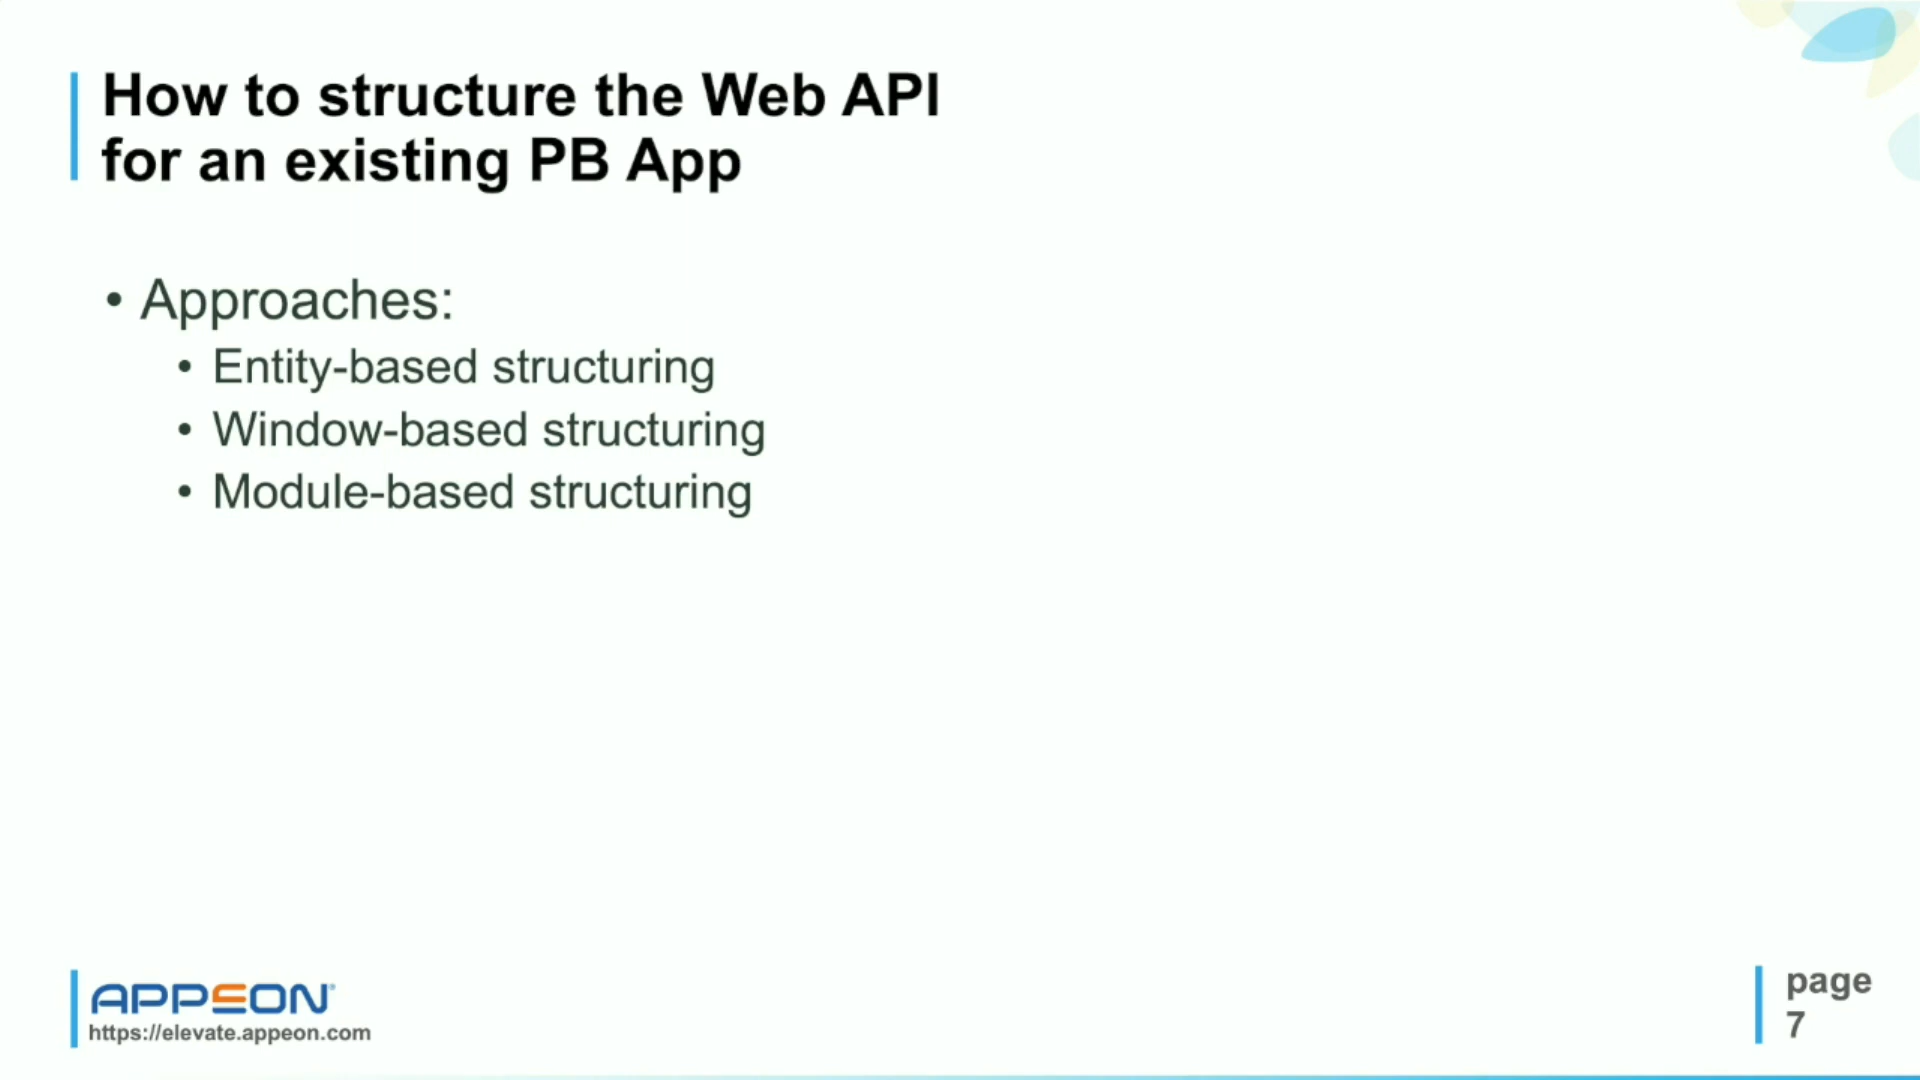 How to structure the Web API
for an existing PB App
• Approaches:
• Entity-based structuring
• Window-based structuring
• Module-based structuring
APPEON®
https://elevate.appeon.com
page
7